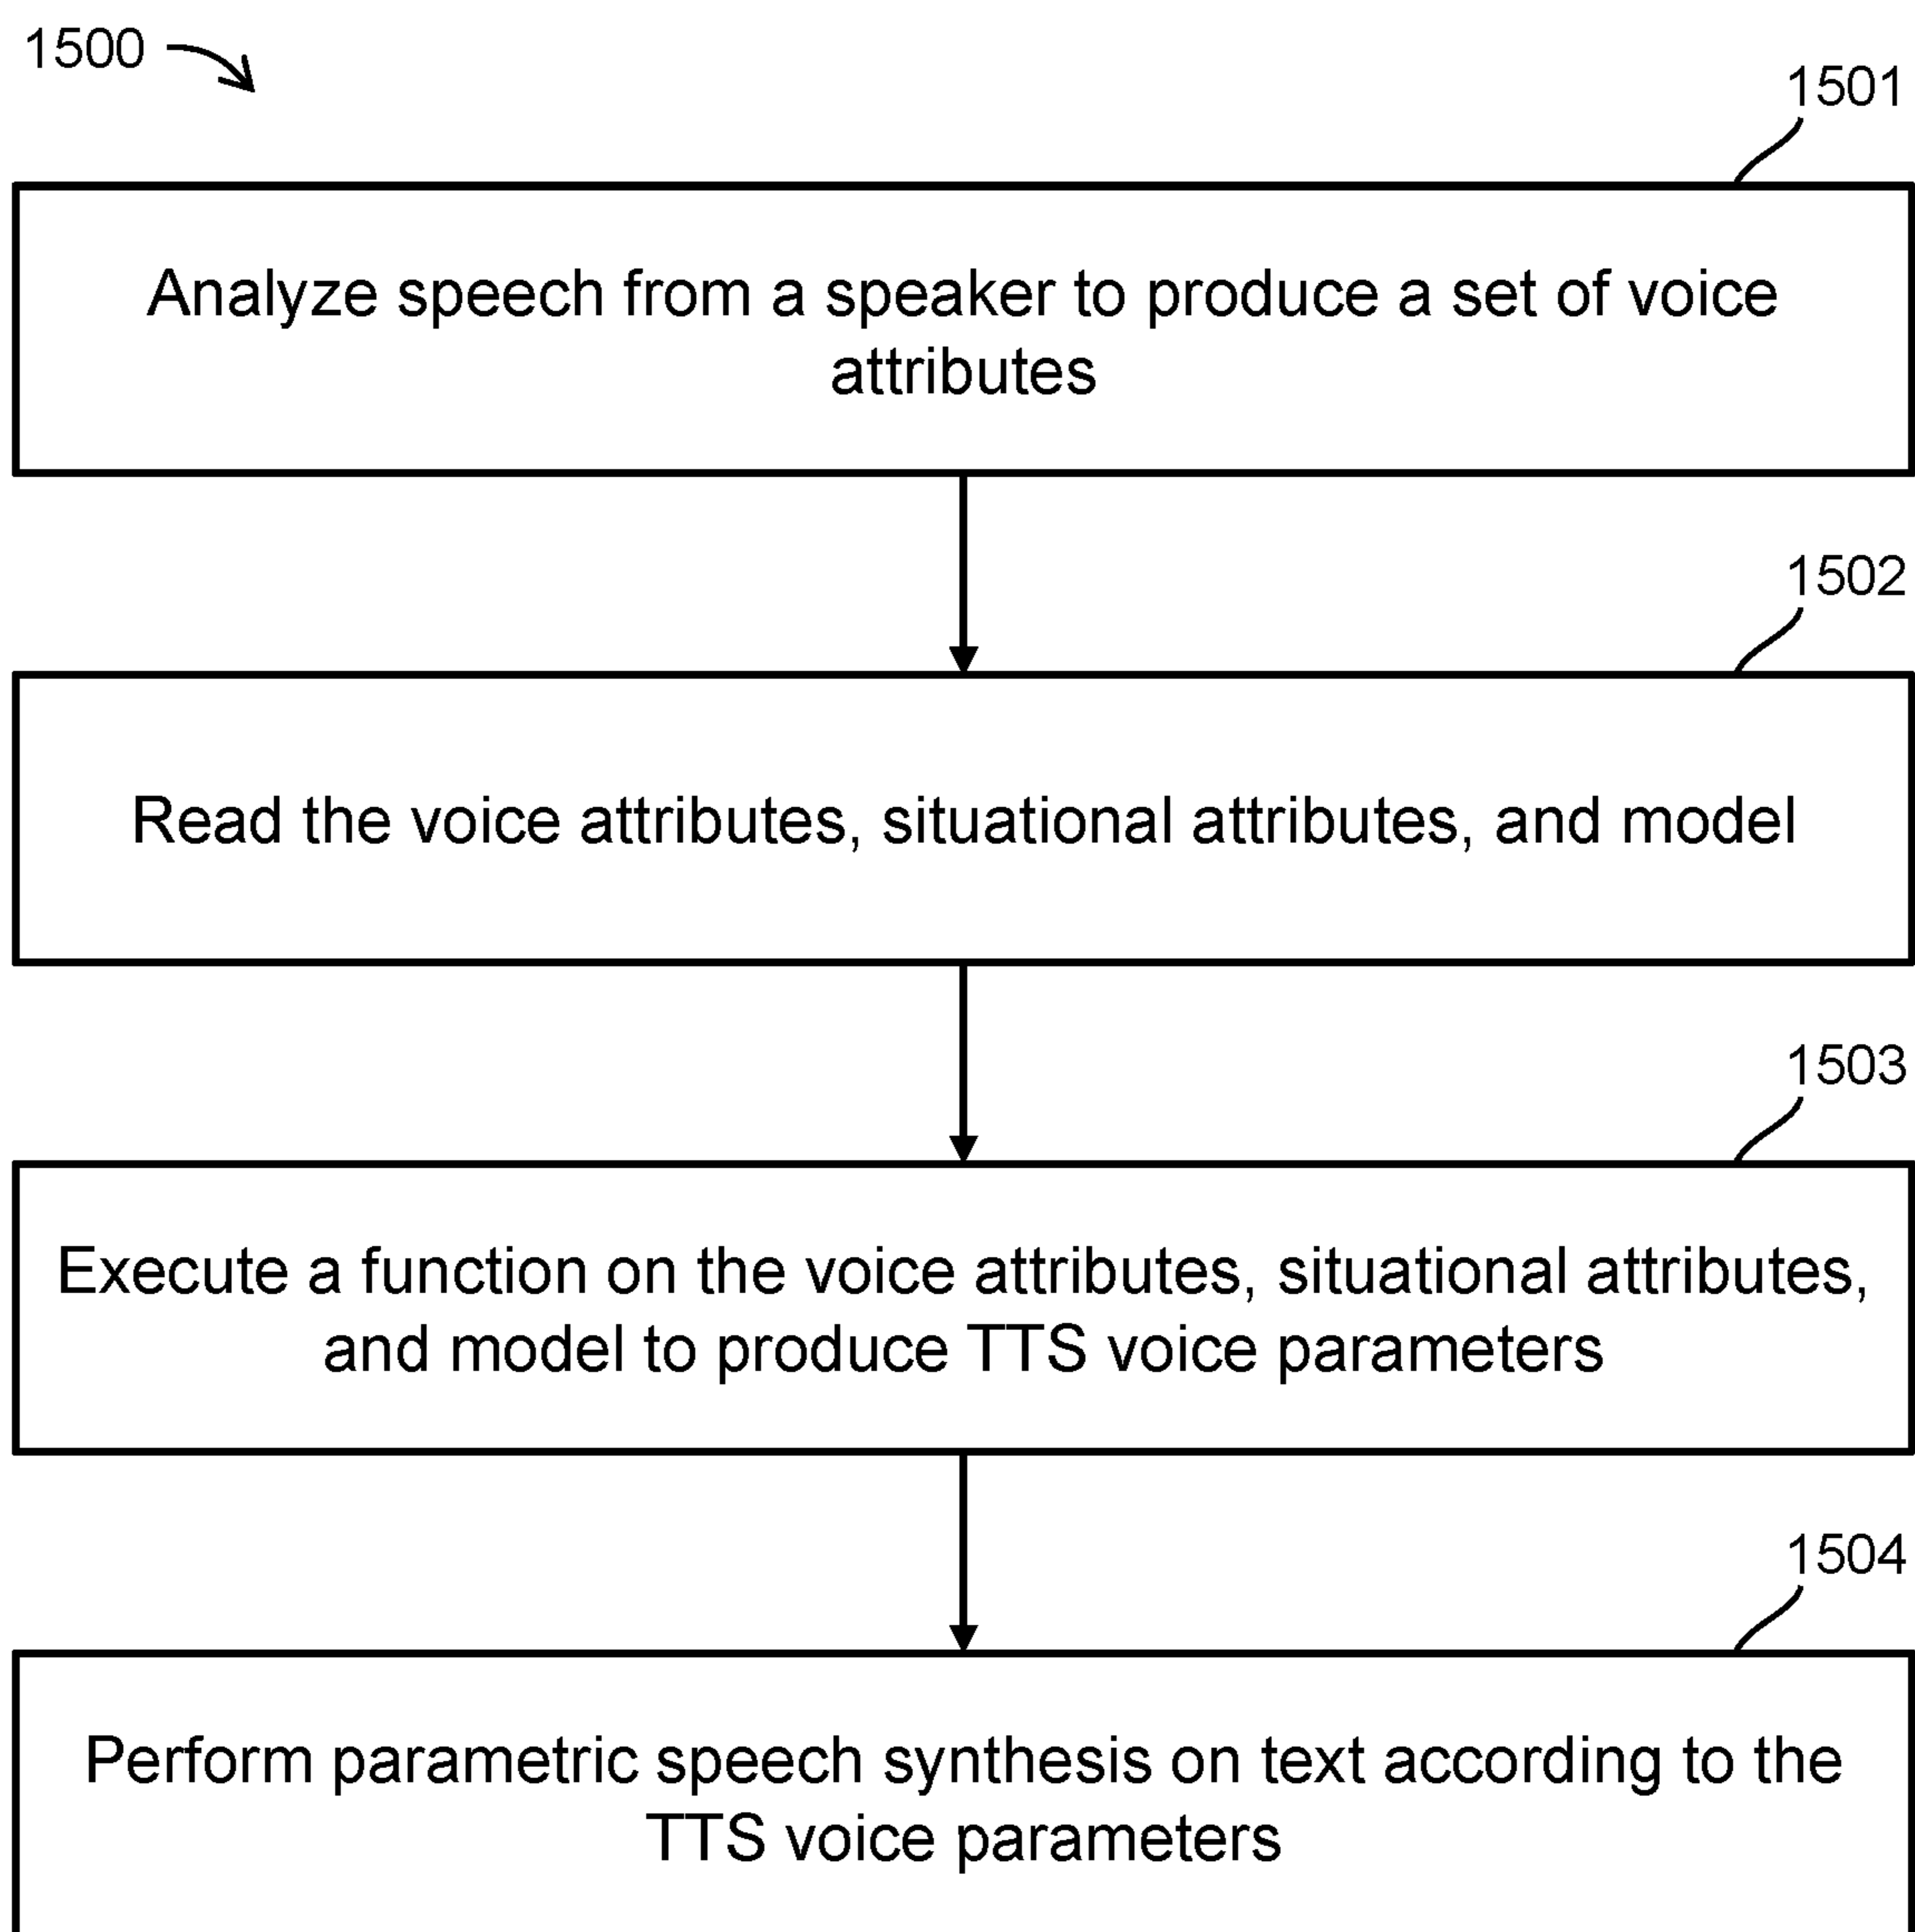 1500
1501
Analyze speech from a speaker to produce a set of voice
attributes
1502
Read the voice attributes, situational attributes, and model
1503
Execute a function on the voice attributes, situational attributes,
and model to produce TTS voice parameters
1504
Perform parametric speech synthesis on text according to the
TTS voice parameters